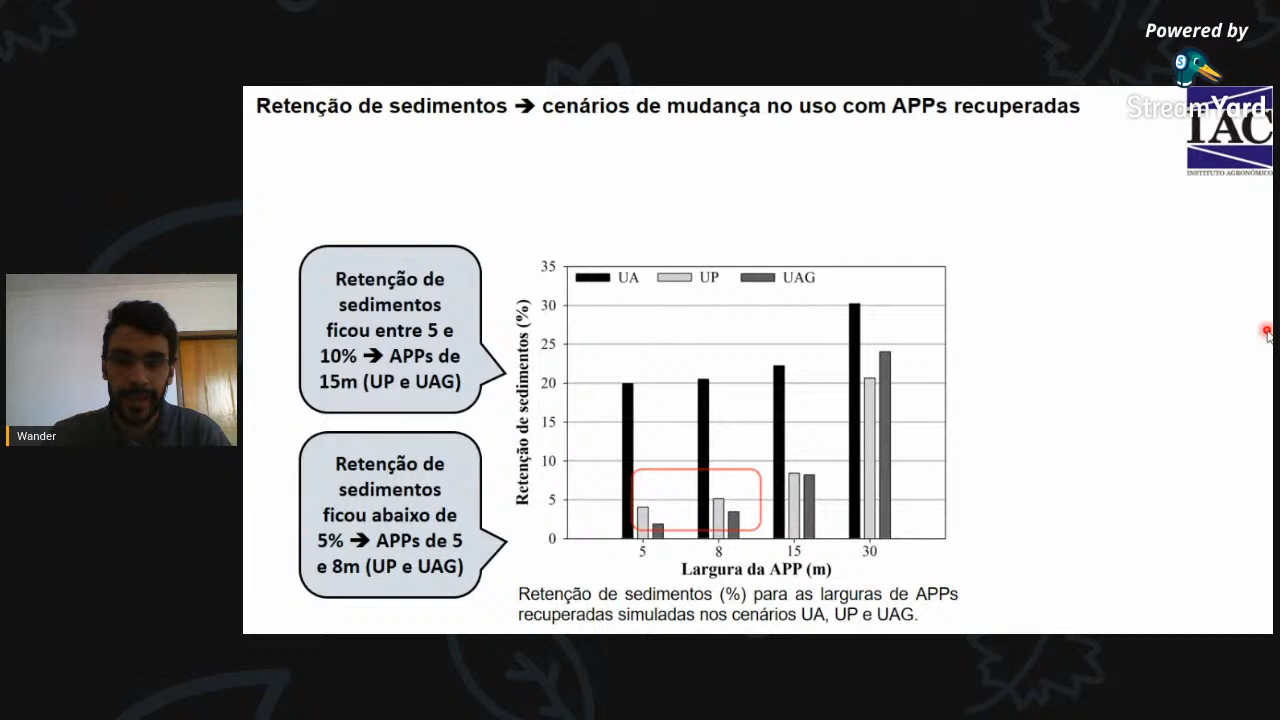 Powered by
StreamYard
Retenção de sedimentos ➔ cenários de mudança no uso com APPs recuperadas
IAC
INSTITUTO AGRONÔMICO
Retenção de
sedimentos
ficou entre 5 e
10% ➔ APPs de
15m (UP e UAG)
Retenção de
sedimentos
ficou abaixo de
5% ➔ APPs de 5
e 8m (UP e UAG)
Retenção de sedimentos (%)
35
30
25
20
15
10
5
0
UA UP UAG
5 8 15 30
Largura da APP (m)
Retenção de sedimentos (%) para as larguras de APPs
recuperadas simuladas nos cenários UA, UP e UAG.
Wander